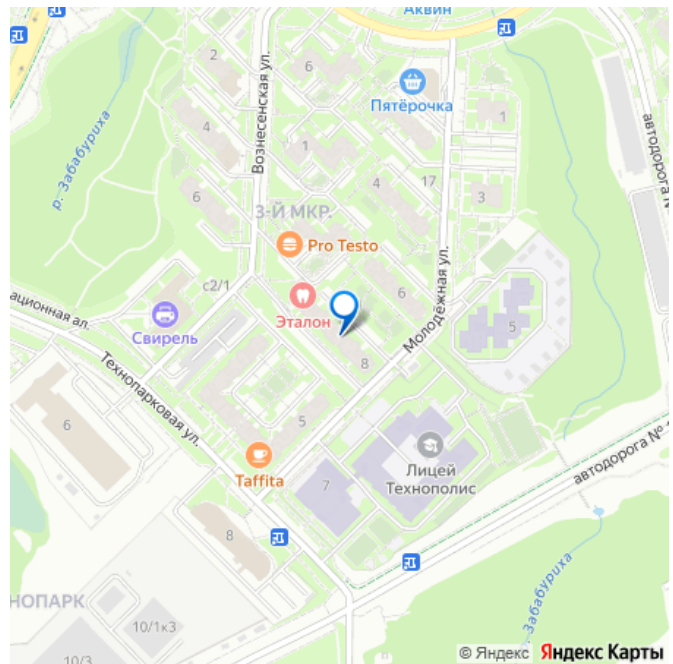 Аквин
2
6
Вознесенская ул.
Пятёрочка
автодорога №
р. Забабуриха
4
1
1
4
17
3
6
3-Й МКР.
Pro Testo
Молодёжная ул.
с2/1
6
Эталон
5
ационная ал.
Свирель
8
Технопарковая ул.
5
6
Лицей
Технополис
автодорога №
Taffita
7
8
НОПАРК
р. Забабуриха
10/1к3
10/3
© Яндекс Яндекс Карты